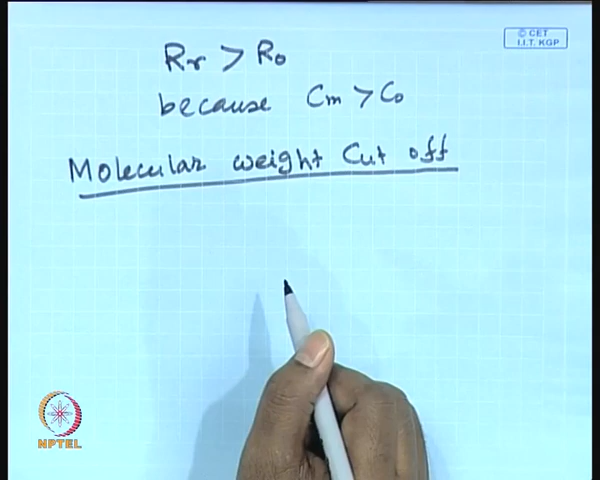 © CET
I.I.T. KGP
Rr > Ro
because Cm > Co
Molecular weight Cut off
NPTEL